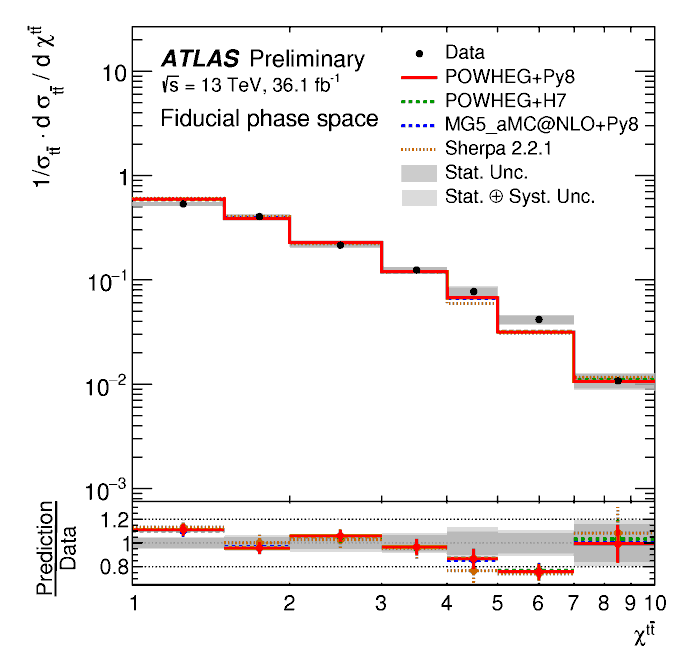 1/σ_tt̄ · d σ_tt̄ / d χ^tt̄
10
1
10⁻¹
10⁻²
10⁻³
ATLAS Preliminary
√s = 13 TeV, 36.1 fb⁻¹
Fiducial phase space
Data
POWHEG+Py8
POWHEG+H7
MG5_aMC@NLO+Py8
Sherpa 2.2.1
Stat. Unc.
Stat. ⊕ Syst. Unc.
Prediction
Data
1.2
1
0.8
1 2 3 4 5 6 7 8 9 10
χ^tt̄